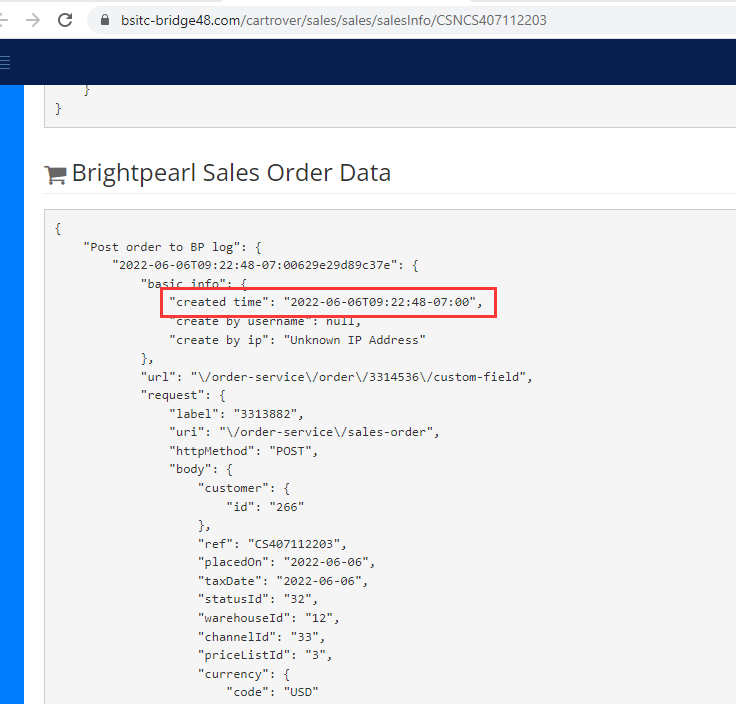 bsitc-bridge48.com/cartrover/sales/sales/salesInfo/CSNCS407112203
}
}
Brightpearl Sales Order Data
{
"Post order to BP log": {
"2022-06-06T09:22:48-07:00629e29d89c37e": {
"basic info": {
"created time": "2022-06-06T09:22:48-07:00",
"create by username": null,
"create by ip": "Unknown IP Address"
},
"url": "\/order-service\/order\/3314536\/custom-field",
"request": {
"label": "3313882",
"uri": "\/order-service\/sales-order",
"httpMethod": "POST",
"body": {
"customer": {
"id": "266"
},
"ref": "CS407112203",
"placedOn": "2022-06-06",
"taxDate": "2022-06-06",
"statusId": "32",
"warehouseId": "12",
"channelId": "33",
"priceListId": "3",
"currency": {
"code": "USD"